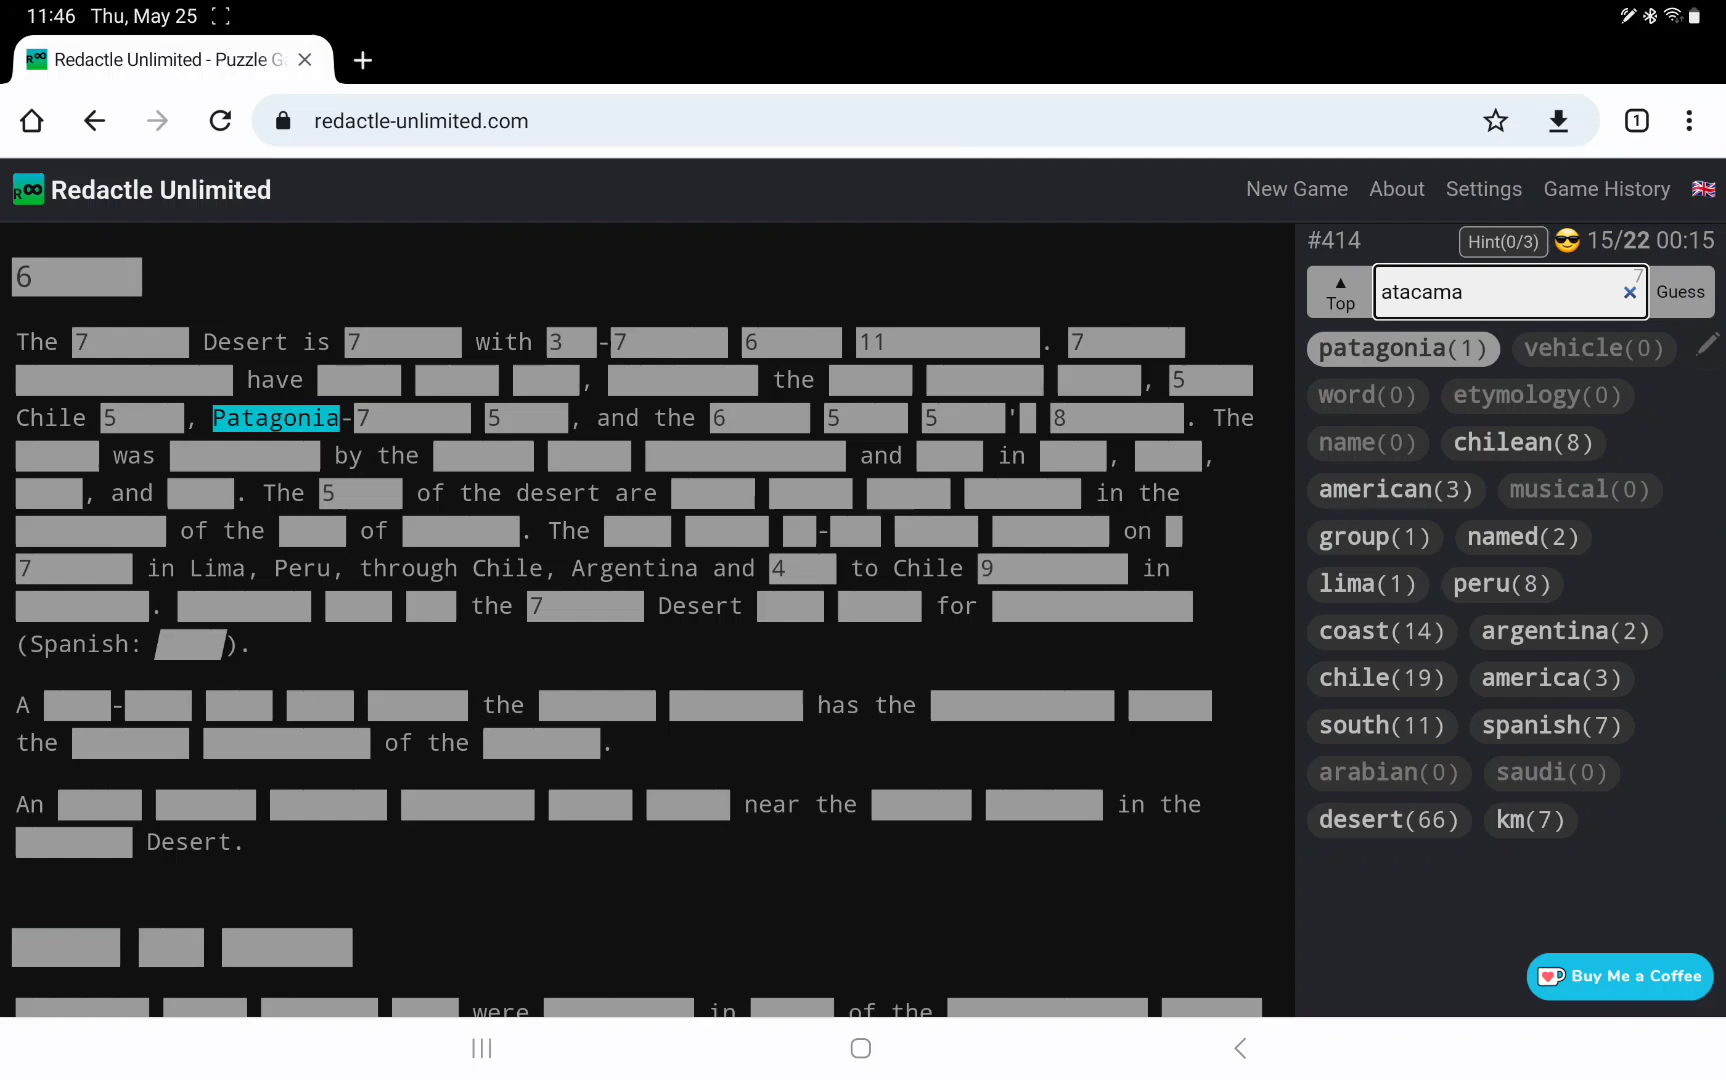 11:46 Thu, May 25
Redactle Unlimited - Puzzle G
redactle-unlimited.com
1
R∞ Redactle Unlimited
New Game About Settings Game History
#414 Hint(0/3) 15/22 00:15
▲ Top atacama 7 × Guess
6
The 7 Desert is 7 with 3 -7 6 11 . 7
have , the , 5
Chile 5 , Patagonia-7 5 , and the 6 5 5 ' 8 . The
was by the and in , ,
, and . The 5 of the desert are in the
of the of . The - on
7 in Lima, Peru, through Chile, Argentina and 4 to Chile 9 in
. the 7 Desert for
(Spanish: ).
A - the has the
the of the .
An near the in the
Desert.
were in of the
patagonia(1) vehicle(0)
word(0) etymology(0)
name(0) chilean(8)
american(3) musical(0)
group(1) named(2)
lima(1) peru(8)
coast(14) argentina(2)
chile(19) america(3)
south(11) spanish(7)
arabian(0) saudi(0)
desert(66) km(7)
Buy Me a Coffee